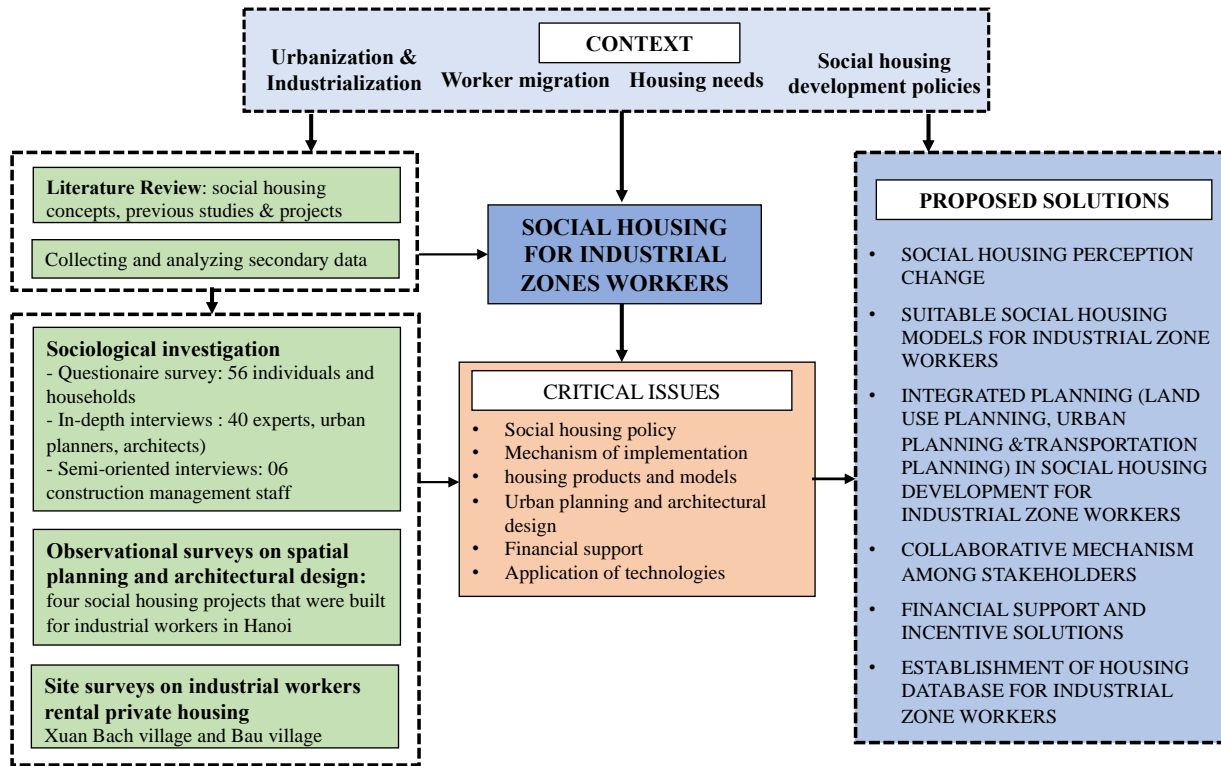 CONTEXT
Urbanization &
Industrialization
Worker migration
Housing needs
Social housing
development policies
Literature Review: social housing
concepts, previous studies & projects
Collecting and analyzing secondary data
Sociological investigation
- Questionaire survey: 56 individuals and
households
- In-depth interviews : 40 experts, urban
planners, architects)
- Semi-oriented interviews: 06
construction management staff
Observational surveys on spatial
planning and architectural design:
four social housing projects that were built
for industrial workers in Hanoi
Site surveys on industrial workers
rental private housing
Xuan Bach village and Bau village
SOCIAL HOUSING
FOR INDUSTRIAL
ZONES WORKERS
CRITICAL ISSUES
• Social housing policy
• Mechanism of implementation
• housing products and models
• Urban planning and architectural
design
• Financial support
• Application of technologies
PROPOSED SOLUTIONS
• SOCIAL HOUSING PERCEPTION
CHANGE
• SUITABLE SOCIAL HOUSING
MODELS FOR INDUSTRIAL ZONE
WORKERS
• INTEGRATED PLANNING (LAND
USE PLANNING, URBAN
PLANNING &TRANSPORTATION
PLANNING) IN SOCIAL HOUSING
DEVELOPMENT FOR
INDUSTRIAL ZONE WORKERS
• COLLABORATIVE MECHANISM
AMONG STAKEHOLDERS
• FINANCIAL SUPPORT AND
INCENTIVE SOLUTIONS
• ESTABLISHMENT OF HOUSING
DATABASE FOR INDUSTRIAL
ZONE WORKERS